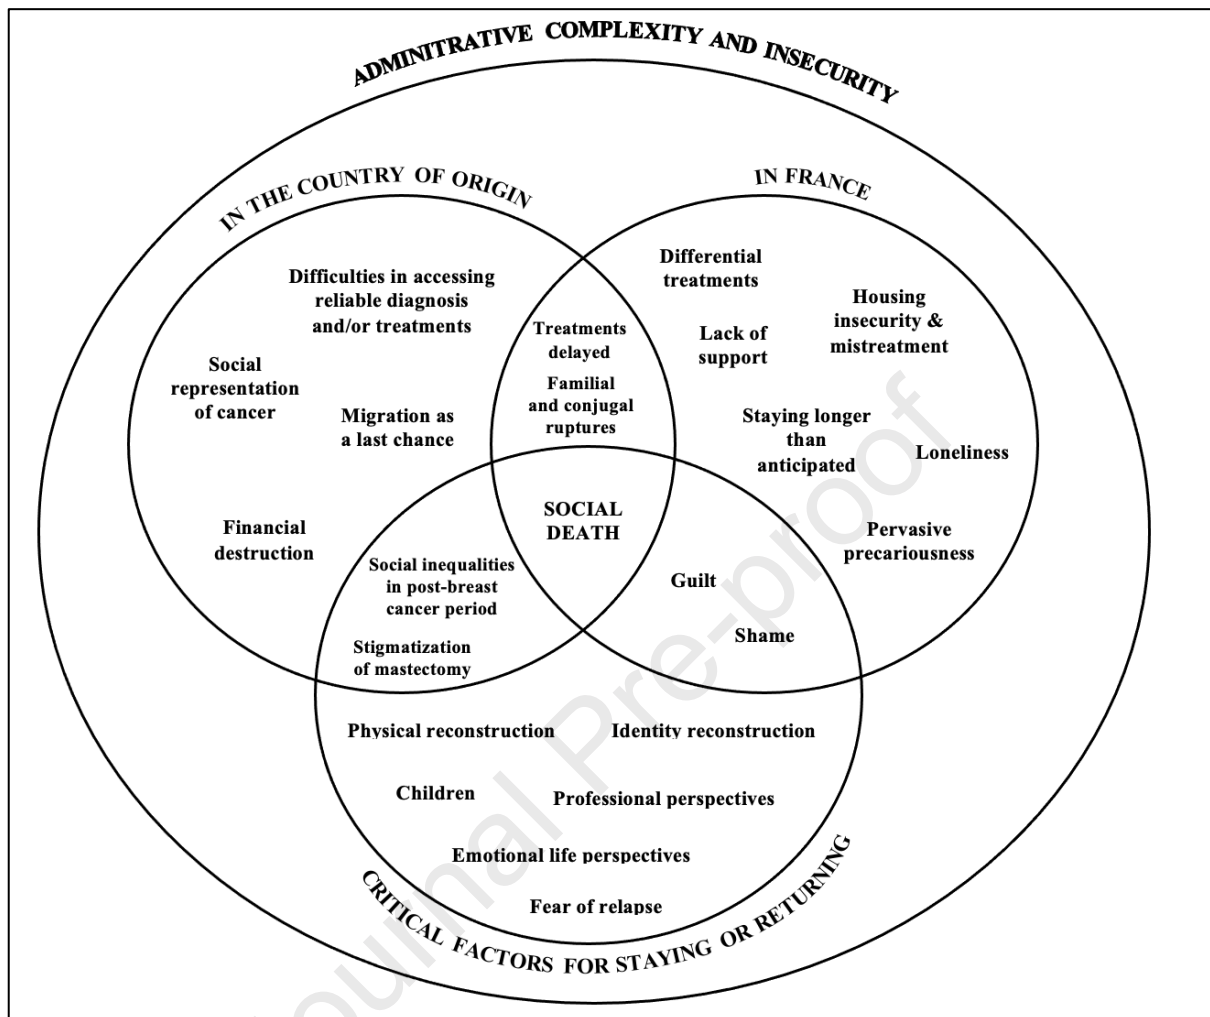 ADMINITRATIVE COMPLEXITY AND INSECURITY
IN THE COUNTRY OF ORIGIN
IN FRANCE
Difficulties in accessing
reliable diagnosis
and/or treatments
Social
representation
of cancer
Migration as
a last chance
Financial
destruction
Treatments
delayed
Familial
and conjugal
ruptures
Differential
treatments
Housing
insecurity &
mistreatment
Lack of
support
Staying longer
than
anticipated
Loneliness
Pervasive
precariousness
SOCIAL
DEATH
Social inequalities
in post-breast
cancer period
Stigmatization
of mastectomy
Guilt
Shame
Physical reconstruction
Identity reconstruction
Children
Professional perspectives
Emotional life perspectives
Fear of relapse
CRITICAL FACTORS FOR STAYING OR RETURNING
Journal Pre-proof